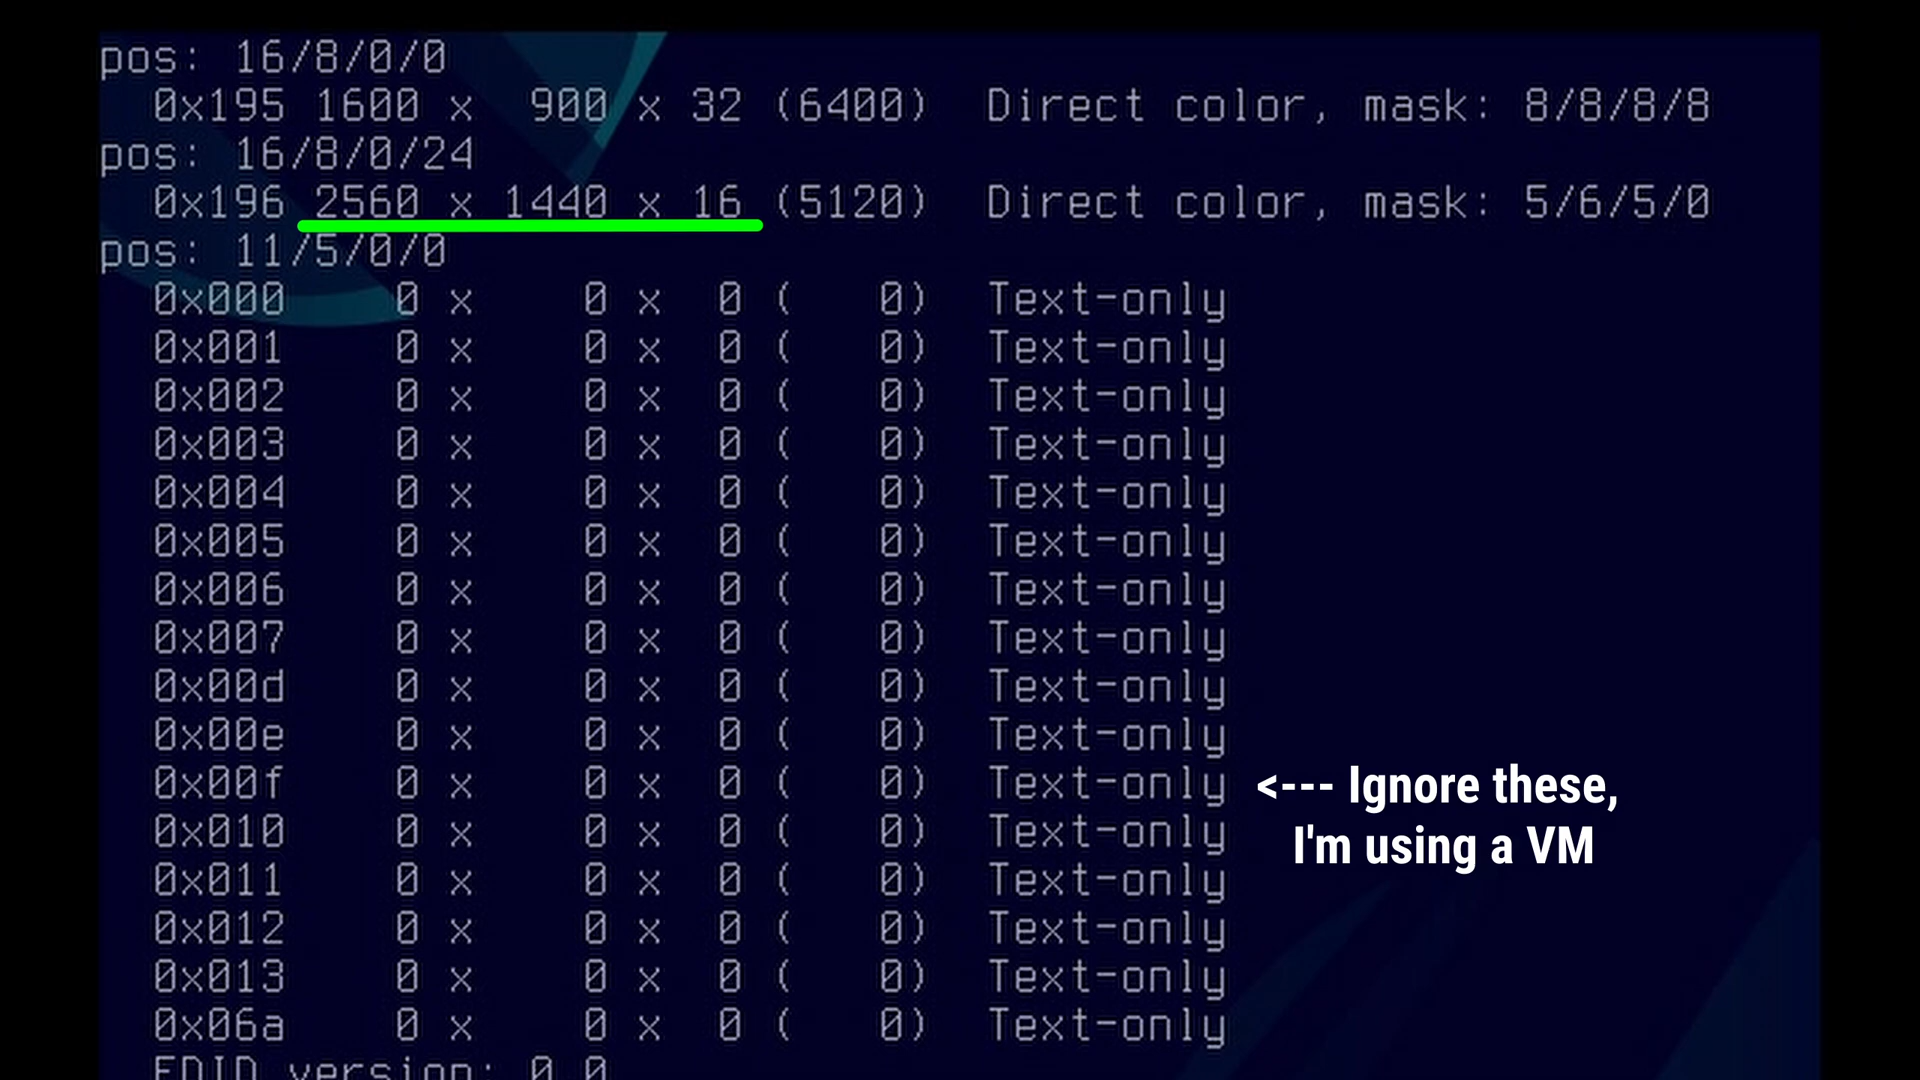 pos: 16/8/0/0
0x195 1600 x  900 x 32 (6400)  Direct color, mask: 8/8/8/8
pos: 16/8/0/24
0x196 2560 x 1440 x 16 (5120)  Direct color, mask: 5/6/5/0
pos: 11/5/0/0
0x000    0 x    0 x  0 (   0)  Text-only
0x001    0 x    0 x  0 (   0)  Text-only
0x002    0 x    0 x  0 (   0)  Text-only
0x003    0 x    0 x  0 (   0)  Text-only
0x004    0 x    0 x  0 (   0)  Text-only
0x005    0 x    0 x  0 (   0)  Text-only
0x006    0 x    0 x  0 (   0)  Text-only
0x007    0 x    0 x  0 (   0)  Text-only
0x00d    0 x    0 x  0 (   0)  Text-only
0x00e    0 x    0 x  0 (   0)  Text-only
0x00f    0 x    0 x  0 (   0)  Text-only
<--- Ignore these,
0x010    0 x    0 x  0 (   0)  Text-only
I'm using a VM
0x011    0 x    0 x  0 (   0)  Text-only
0x012    0 x    0 x  0 (   0)  Text-only
0x013    0 x    0 x  0 (   0)  Text-only
0x06a    0 x    0 x  0 (   0)  Text-only
EDID version: 0.0